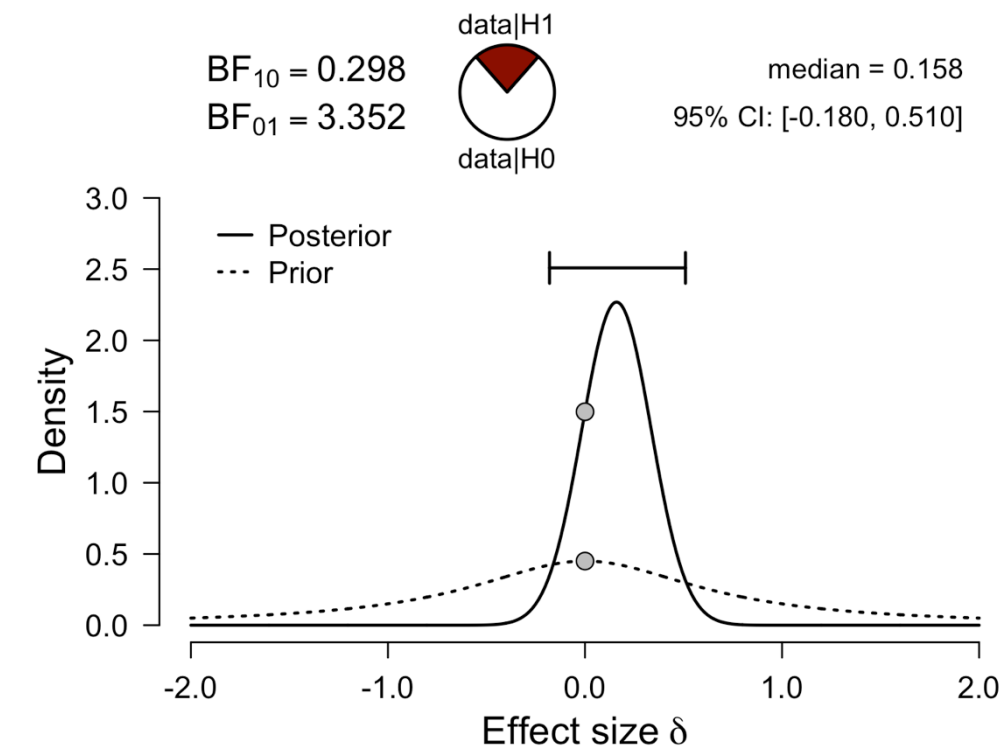 data|H1
BF₁₀ = 0.298
BF₀₁ = 3.352
data|H0
median = 0.158
95% CI: [-0.180, 0.510]
Posterior
Prior
Density
3.0
2.5
2.0
1.5
1.0
0.5
0.0
-2.0 -1.0 0.0 1.0 2.0
Effect size δ